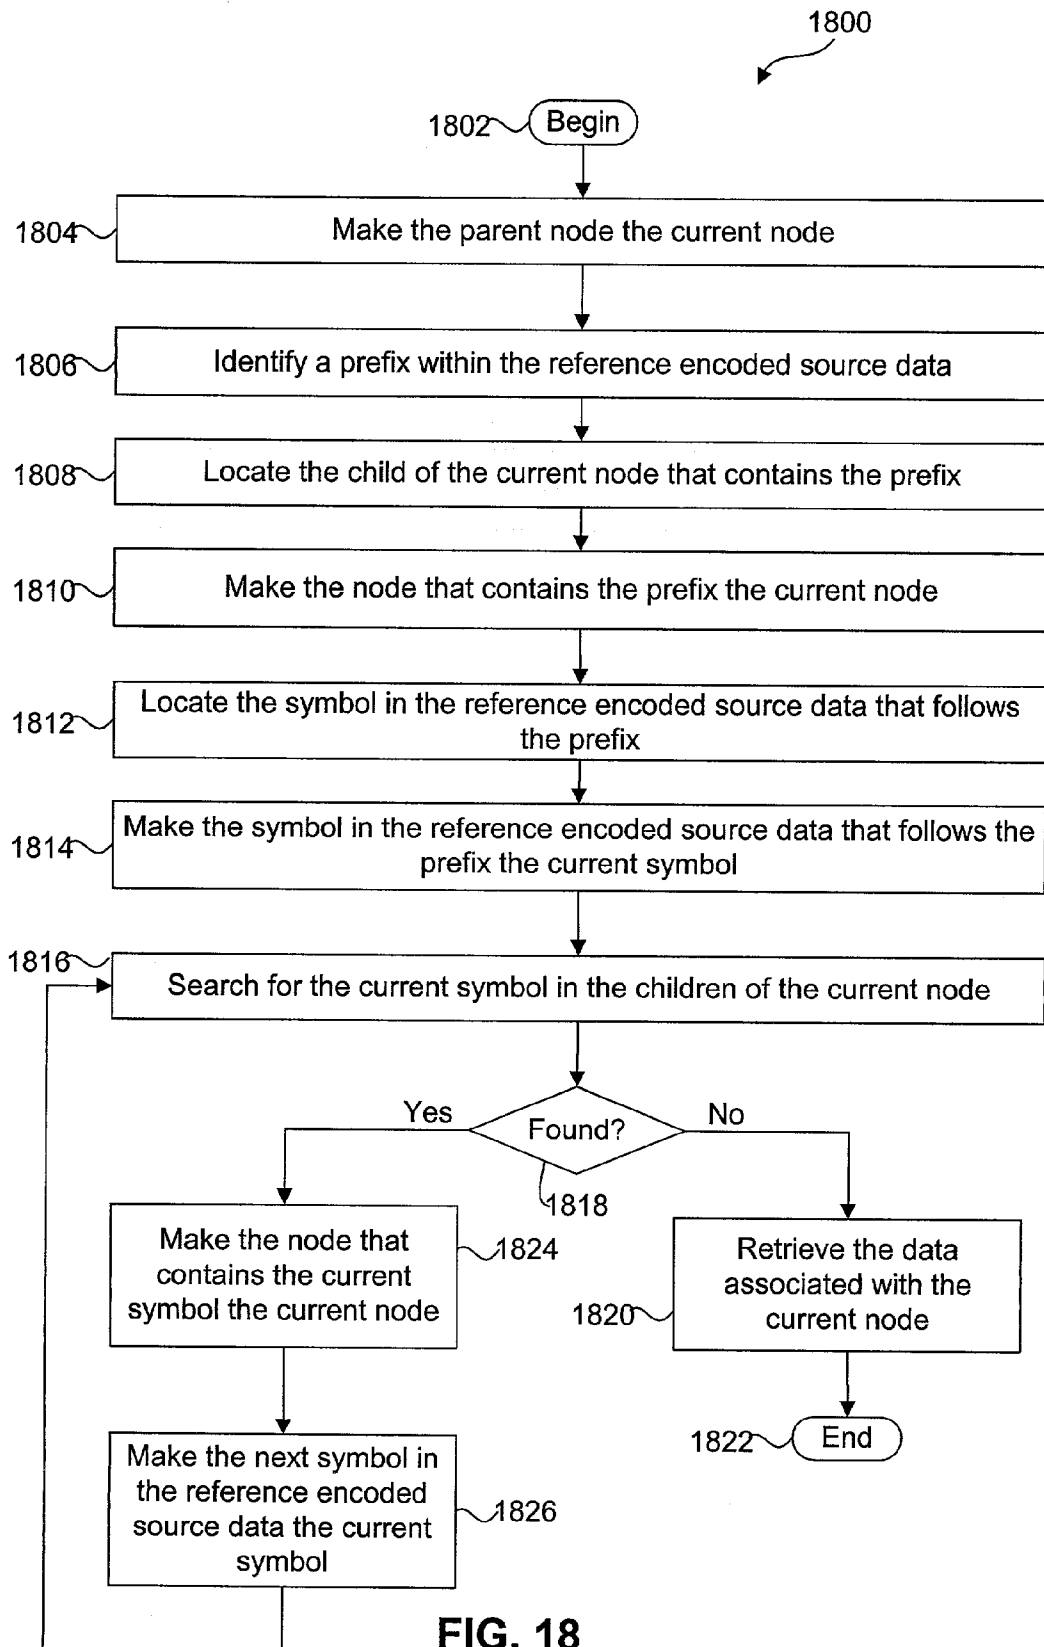 1800
1802
Begin
1804
Make the parent node the current node
1806
Identify a prefix within the reference encoded source data
1808
Locate the child of the current node that contains the prefix
1810
Make the node that contains the prefix the current node
1812
Locate the symbol in the reference encoded source data that follows
the prefix
1814
Make the symbol in the reference encoded source data that follows the
prefix the current symbol
1816
Search for the current symbol in the children of the current node
Yes
Found?
No
1818
Make the node that
contains the current
symbol the current node
1824
Retrieve the data
associated with the
current node
1820
1822
End
Make the next symbol in
the reference encoded
source data the current
symbol
1826
FIG. 18